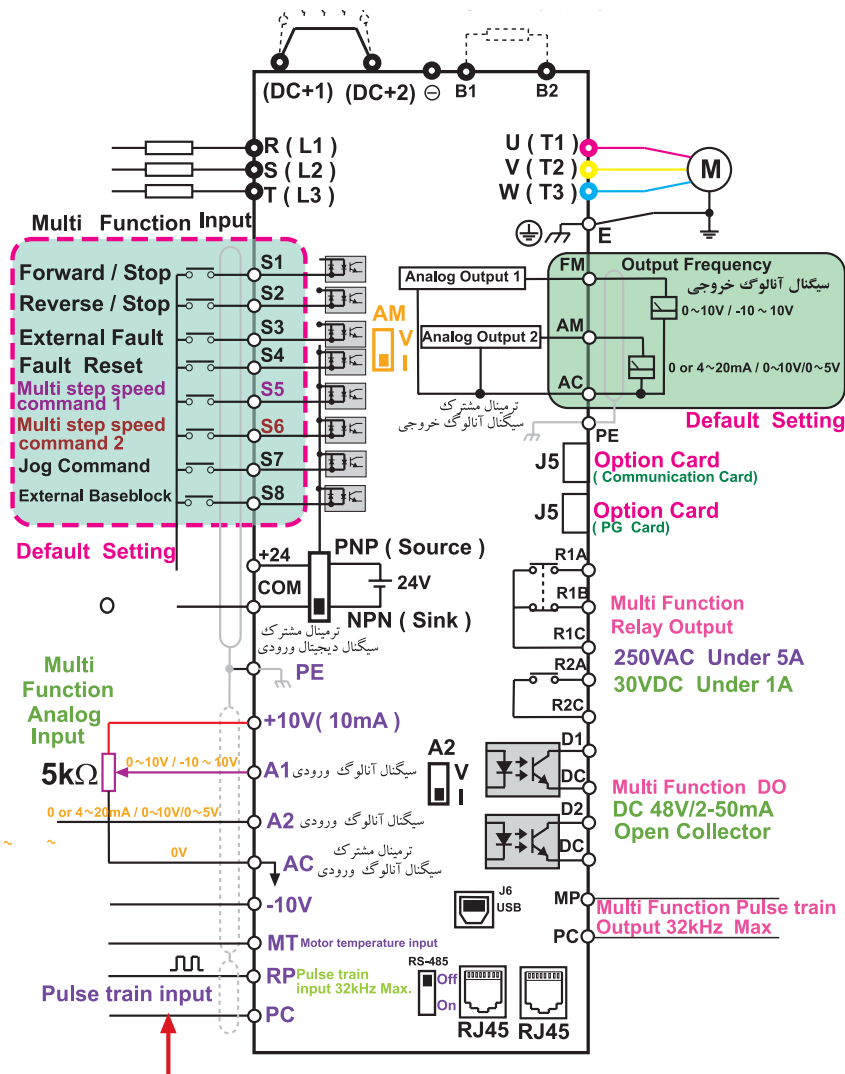 (DC+1) (DC+2) ⊖ B1 B2
R ( L1 )
S ( L2 )
T ( L3 )
U ( T1 )
V ( T2 )
W ( T3 )
M
E
Multi Function Input
Forward / Stop S1
Reverse / Stop S2
External Fault S3
Fault Reset S4
Multi step speed
command 1 S5
Multi step speed
command 2 S6
Jog Command S7
External Baseblock S8
Default Setting
AM
V
I
Analog Output 1
Analog Output 2
FM
AM
AC
Output Frequency
سیگنال آنالوگ خروجی
0~10V / -10 ~ 10V
0 or 4~20mA / 0~10V/0~5V
ترمینال مشترک
سیگنال آنالوگ خروجی
Default Setting
PE
J5 Option Card
( Communication Card)
J5 Option Card
( PG Card)
+24
COM
PNP ( Source )
24V
NPN ( Sink )
ترمینال مشترک
سیگنال دیجیتال ورودی
PE
R1A
R1B
R1C
R2A
R2C
Multi Function
Relay Output
250VAC Under 5A
30VDC Under 1A
Multi
Function
Analog
Input
+10V( 10mA )
5kΩ
0~10V / -10 ~ 10V
A1 سیگنال آنالوگ ورودی
A2
V
I
0 or 4~20mA / 0~10V/0~5V
A2 سیگنال آنالوگ ورودی
~ ~
0V
AC ترمینال مشترک
سیگنال آنالوگ ورودی
-10V
MT Motor temperature input
D1
DC
D2
DC
Multi Function DO
DC 48V/2-50mA
Open Collector
J6
USB
MP
PC
Multi Function Pulse train
Output 32kHz Max
Pulse train input
RP Pulse train
input 32kHz Max.
PC
RS-485
Off
On
RJ45 RJ45